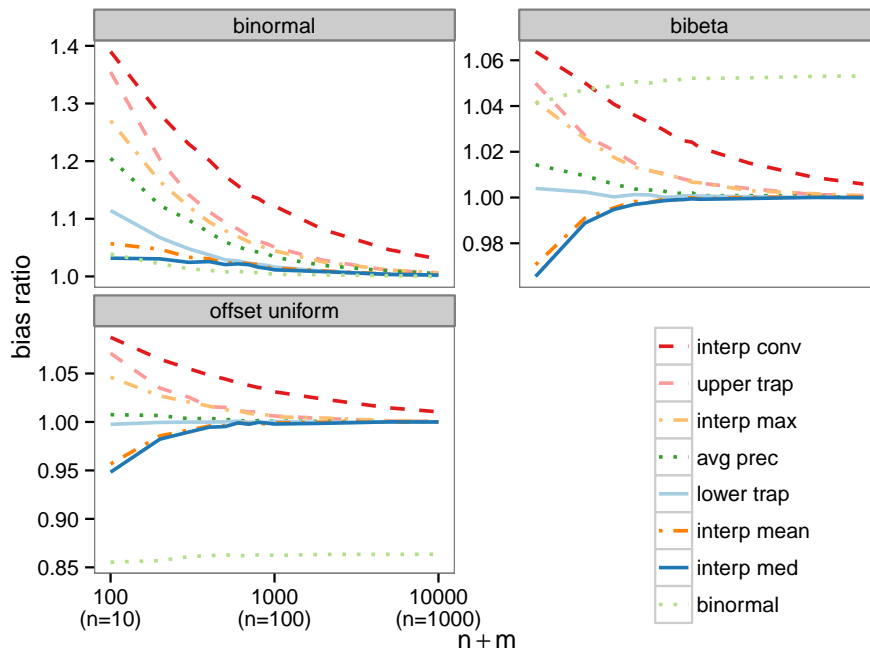 binormal
bibeta
1.4
1.3
1.2
1.1
1.0
1.06
1.04
1.02
1.00
0.98
bias ratio
offset uniform
1.05
1.00
0.95
0.90
0.85
100
(n=10)
1000
(n=100)
10000
(n=1000)
n + m
interp conv
upper trap
interp max
avg prec
lower trap
interp mean
interp med
binormal